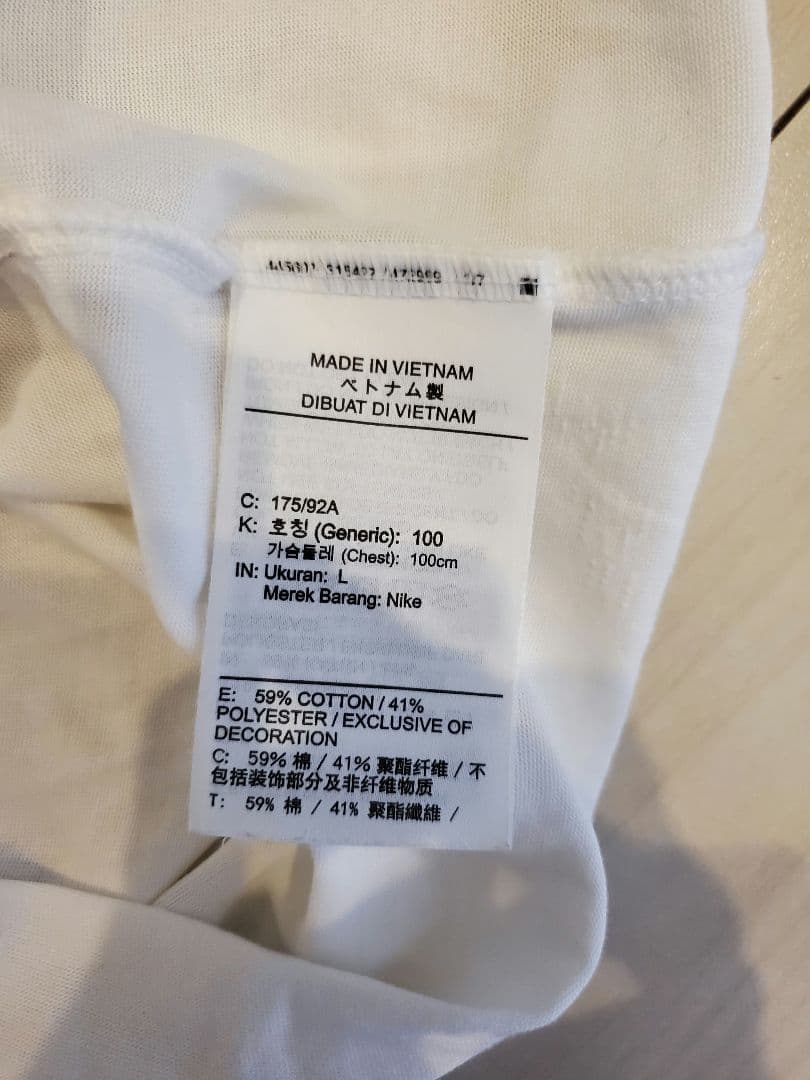 MADE IN VIETNAM
ベトナム製
DIBUAT DI VIETNAM
C: 175/92A
K: 호칭 (Generic): 100
가슴둘레 (Chest): 100cm
IN: Ukuran: L
Merek Barang: Nike
E: 59% COTTON / 41%
POLYESTER / EXCLUSIVE OF
DECORATION
C: 59% 棉 / 41% 聚酯纤维 / 不
包括装饰部分及非纤维物质
T: 59% 棉 / 41% 聚酯纖維 /